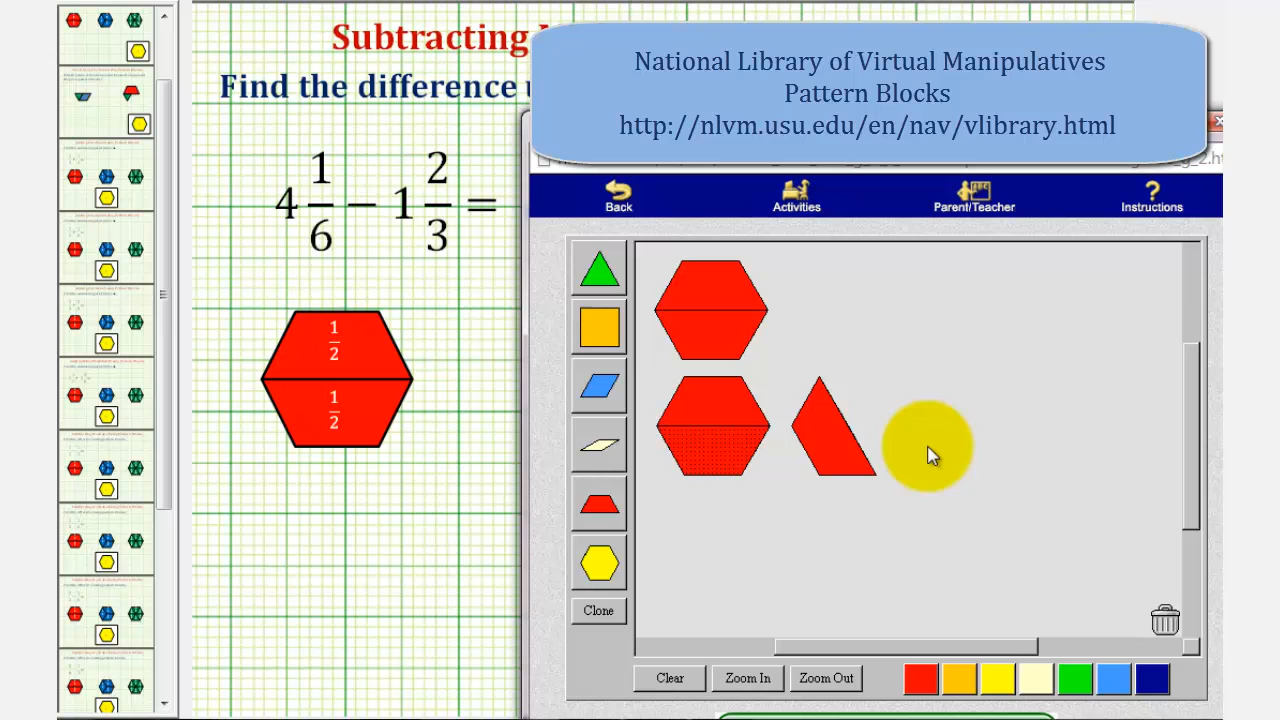 Subtracting
Find the difference
4 1/6 − 1 2/3 =
1/2
1/2
National Library of Virtual Manipulatives
Pattern Blocks
http://nlvm.usu.edu/en/nav/vlibrary.html
Back
Activities
Parent/Teacher
Instructions
Clone
Clear
Zoom In
Zoom Out